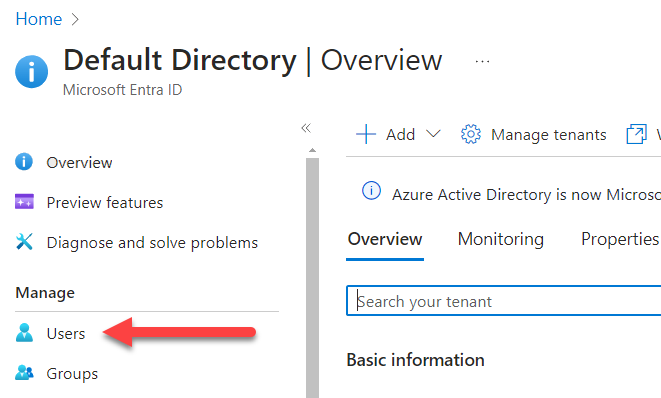 Home >
Default Directory | Overview ...
Microsoft Entra ID
«
Overview
Preview features
Diagnose and solve problems
Manage
Users
Groups
+ Add Manage tenants
Azure Active Directory is now Microso
Overview Monitoring Properties
Search your tenant
Basic information